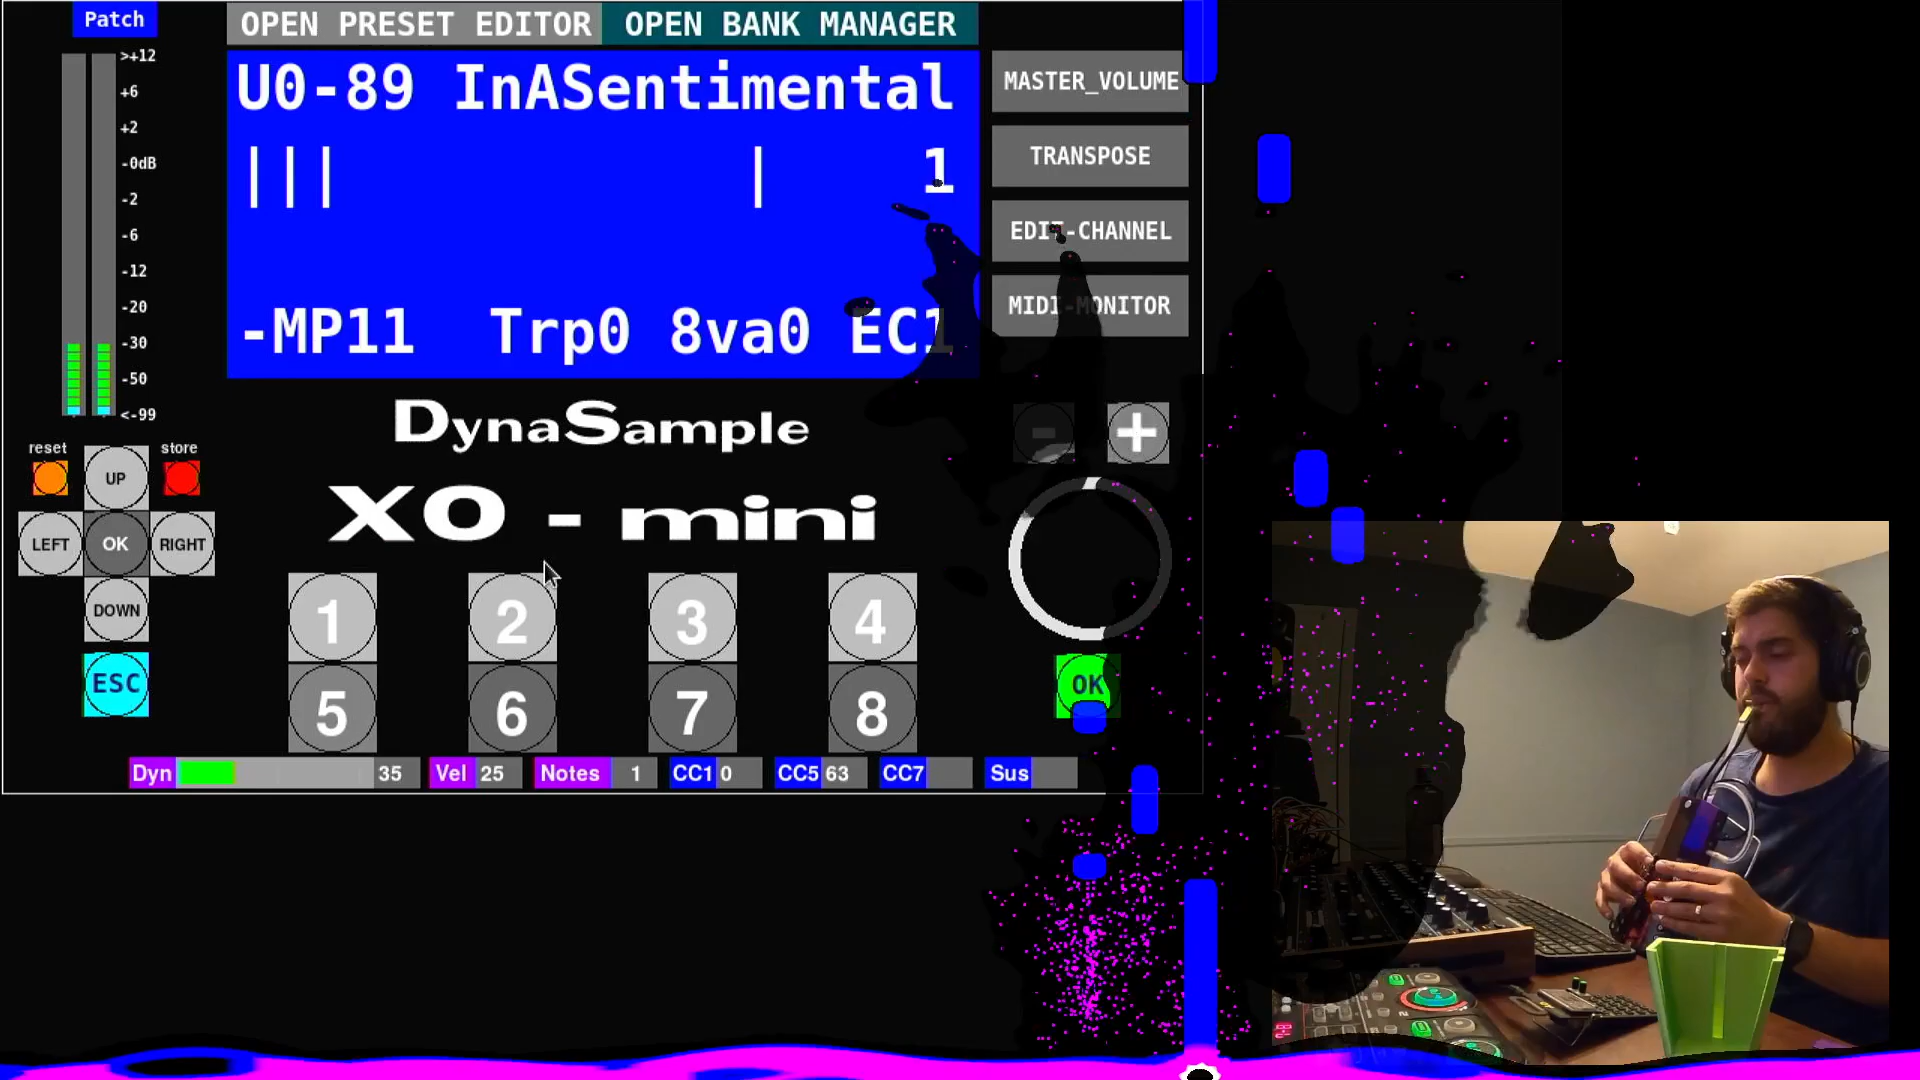 Patch
OPEN PRESET EDITOR OPEN BANK MANAGER
>+12
+6
+2
-0dB
-2
-6
-12
-20
-30
-50
<-99
U0-89 InASentimental
||| | 1
-MP11 Trp0 8va0 EC1
MASTER_VOLUME
TRANSPOSE
EDIT-CHANNEL
MIDI-MONITOR
- +
DynaSample
XO - mini
reset store
UP
LEFT OK RIGHT
DOWN
ESC
1 2 3 4
5 6 7 8
OK
Dyn 35 Vel 25 Notes 1 CC1 0 CC5 63 CC7 Sus